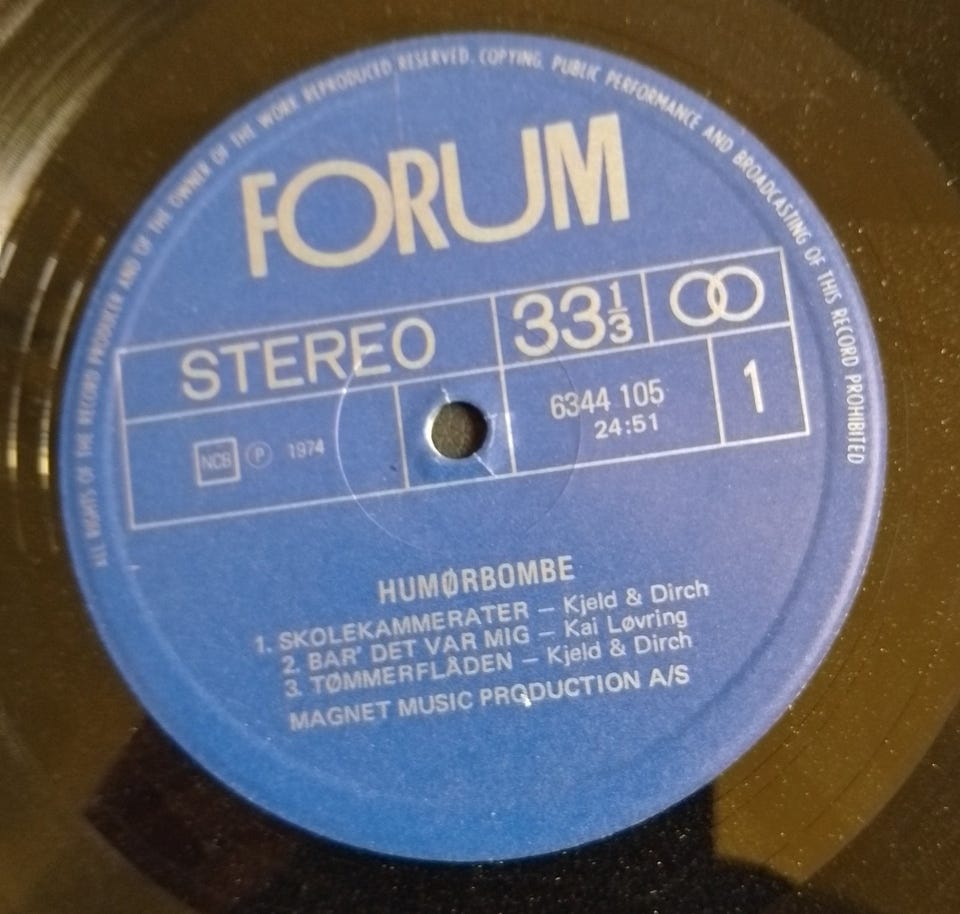 ALL RIGHTS OF THE RECORD PRODUCER AND OF THE OWNER OF THE WORK REPRODUCED RESERVED. COPYING, PUBLIC PERFORMANCE AND BROADCASTING OF THIS RECORD PROHIBITED
FORUM
STEREO 33 1/3
NCB Ⓟ 1974 6344 105 1
24:51
HUMØRBOMBE
1. SKOLEKAMMERATER – Kjeld & Dirch
2. BAR' DET VAR MIG – Kai Løvring
3. TØMMERFLÅDEN – Kjeld & Dirch
MAGNET MUSIC PRODUCTION A/S